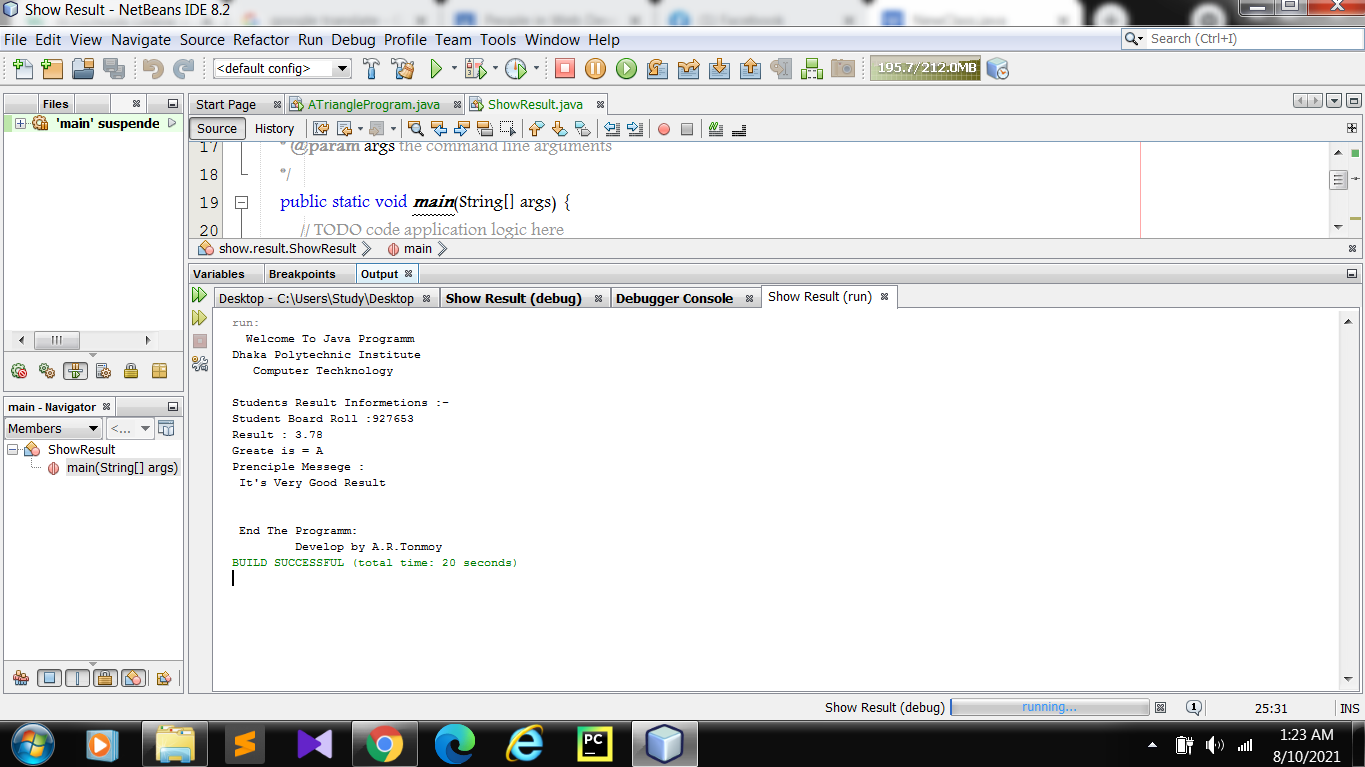 Show Result - NetBeans IDE 8.2
File Edit View Navigate Source Refactor Run Debug Profile Team Tools Window Help
Search (Ctrl+I)
<default config>
195.7/212.0MB
Files
Start Page
ATriangleProgram.java
ShowResult.java
'main' suspende
Source History
17 * @param args the command line arguments
18 */
19 public static void main(String[] args) {
20 // TODO code application logic here
show.result.ShowResult main
Variables Breakpoints Output
Desktop - C:\Users\Study\Desktop
Show Result (debug)
Debugger Console
Show Result (run)
run:
Welcome To Java Programm
Dhaka Polytechnic Institute
Computer Techknology
Students Result Informetions :-
Student Board Roll :927653
Result : 3.78
Greate is = A
Prenciple Messege :
It's Very Good Result
End The Programm:
Develop by A.R.Tonmoy
BUILD SUCCESSFUL (total time: 20 seconds)
main - Navigator
Members
<...
ShowResult
main(String[] args)
Show Result (debug)
running...
1
25:31
INS
PC
1:23 AM
8/10/2021